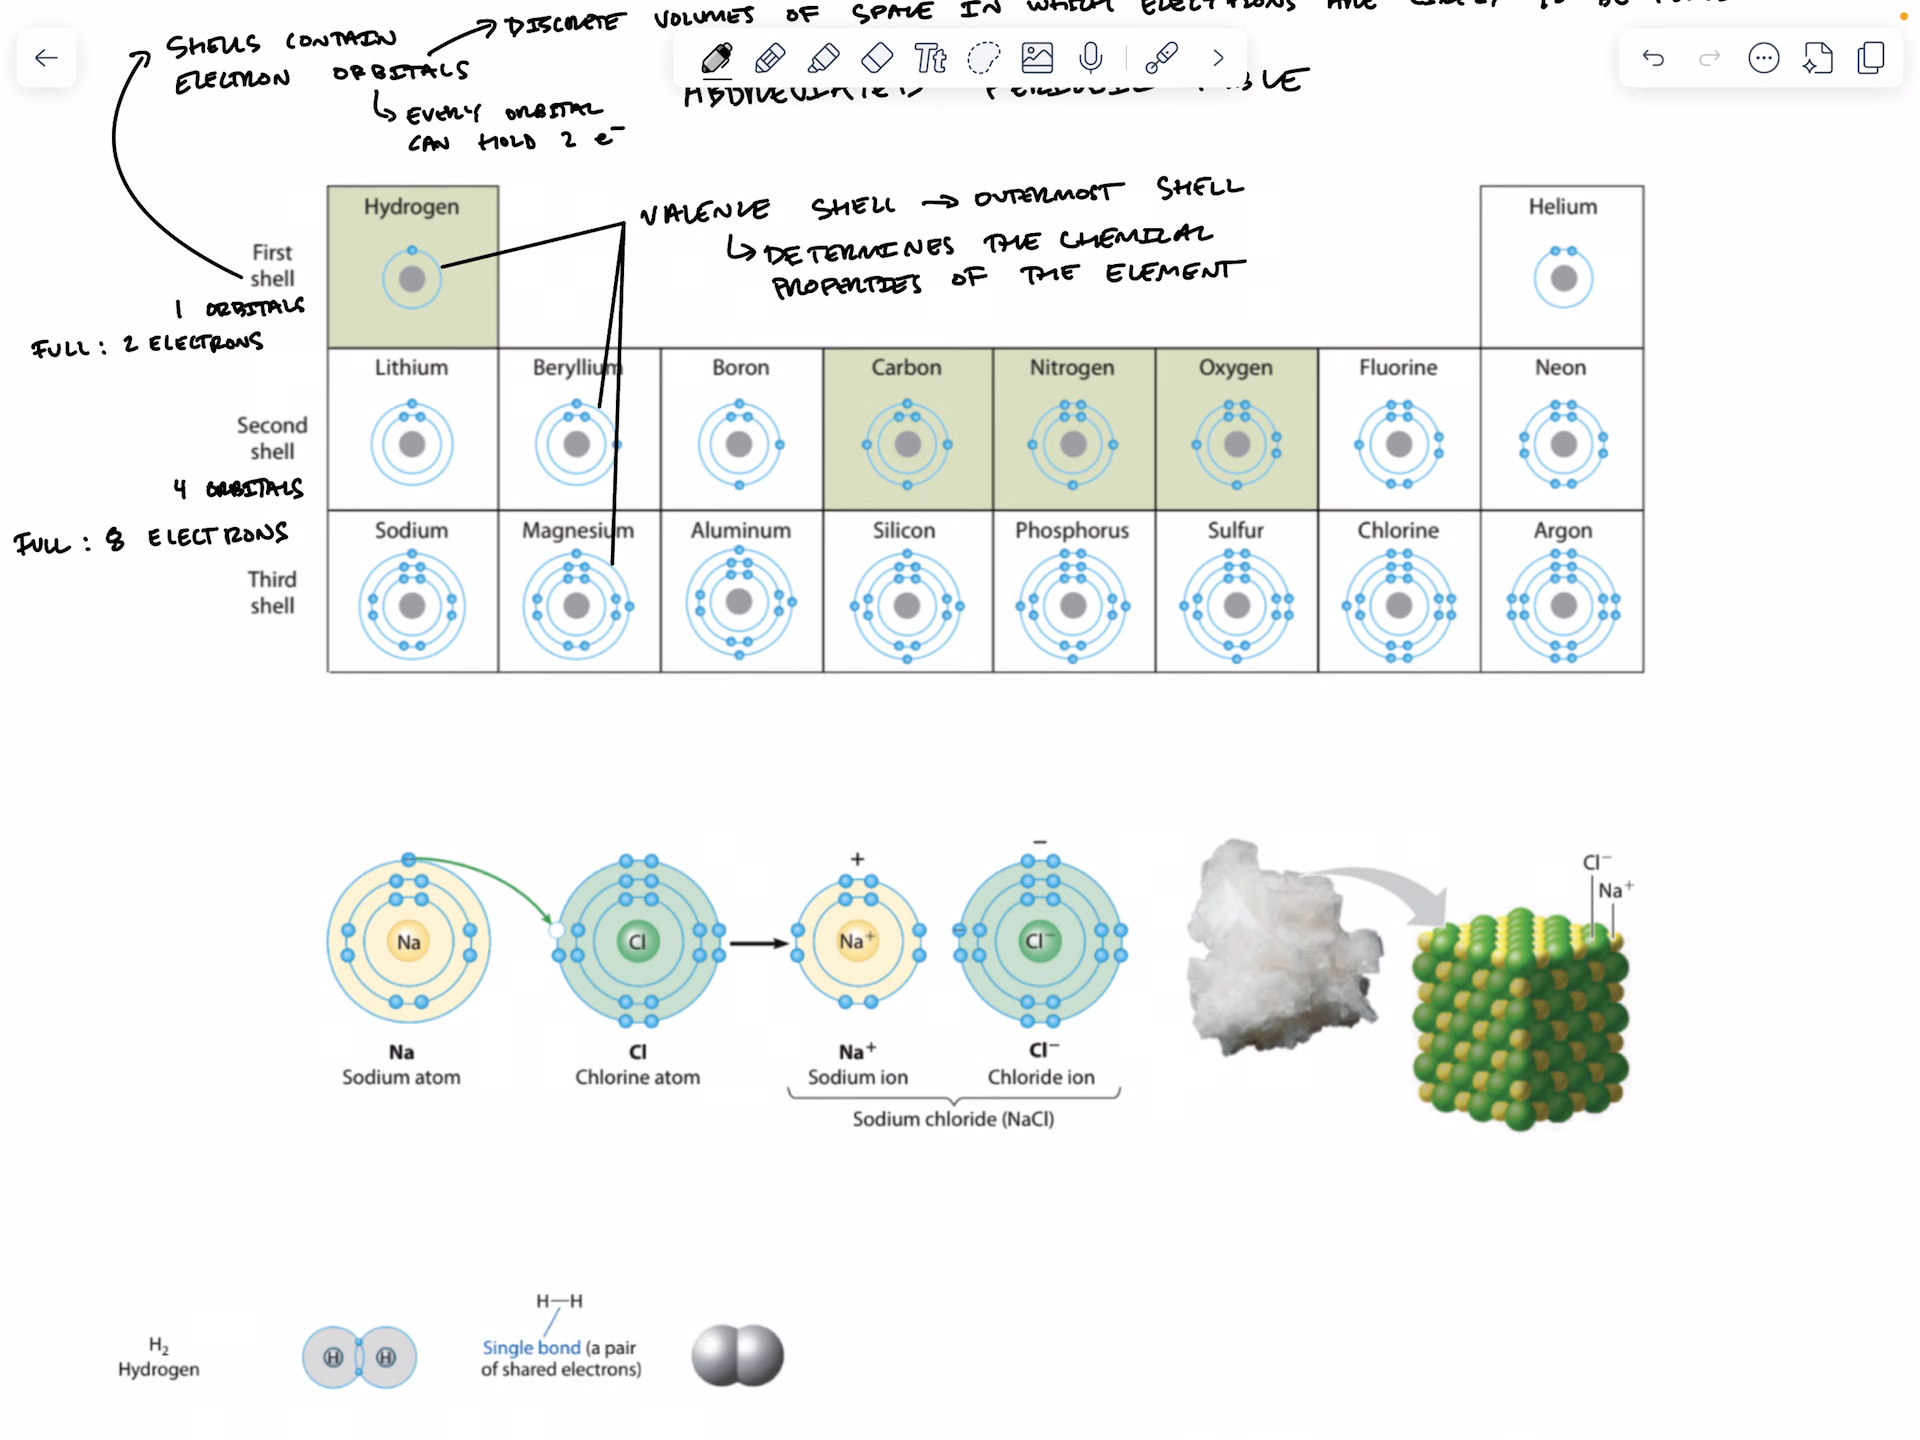 DISCRETE VOLUMES OF SPACE IN WHICH ELECTRONS ARE
SHELLS CONTAIN
ELECTRON ORBITALS
EVERY ORBITAL
CAN HOLD 2 e⁻
Tt
VALENCE SHELL → OUTERMOST SHELL
DETERMINES THE CHEMICAL
PROPERTIES OF THE ELEMENT
Hydrogen
Helium
First
shell
1 ORBITALS
FULL: 2 ELECTRONS
Lithium Beryllium Boron Carbon Nitrogen Oxygen Fluorine Neon
Second
shell
4 ORBITALS
FULL: 8 ELECTRONS
Sodium Magnesium Aluminum Silicon Phosphorus Sulfur Chlorine Argon
Third
shell
+ −
Cl⁻
Na⁺
Na Cl Na⁺ Cl⁻
Na Cl Na⁺ Cl⁻
Sodium atom Chlorine atom Sodium ion Chloride ion
Sodium chloride (NaCl)
H—H
H₂
Hydrogen
H H
Single bond (a pair
of shared electrons)